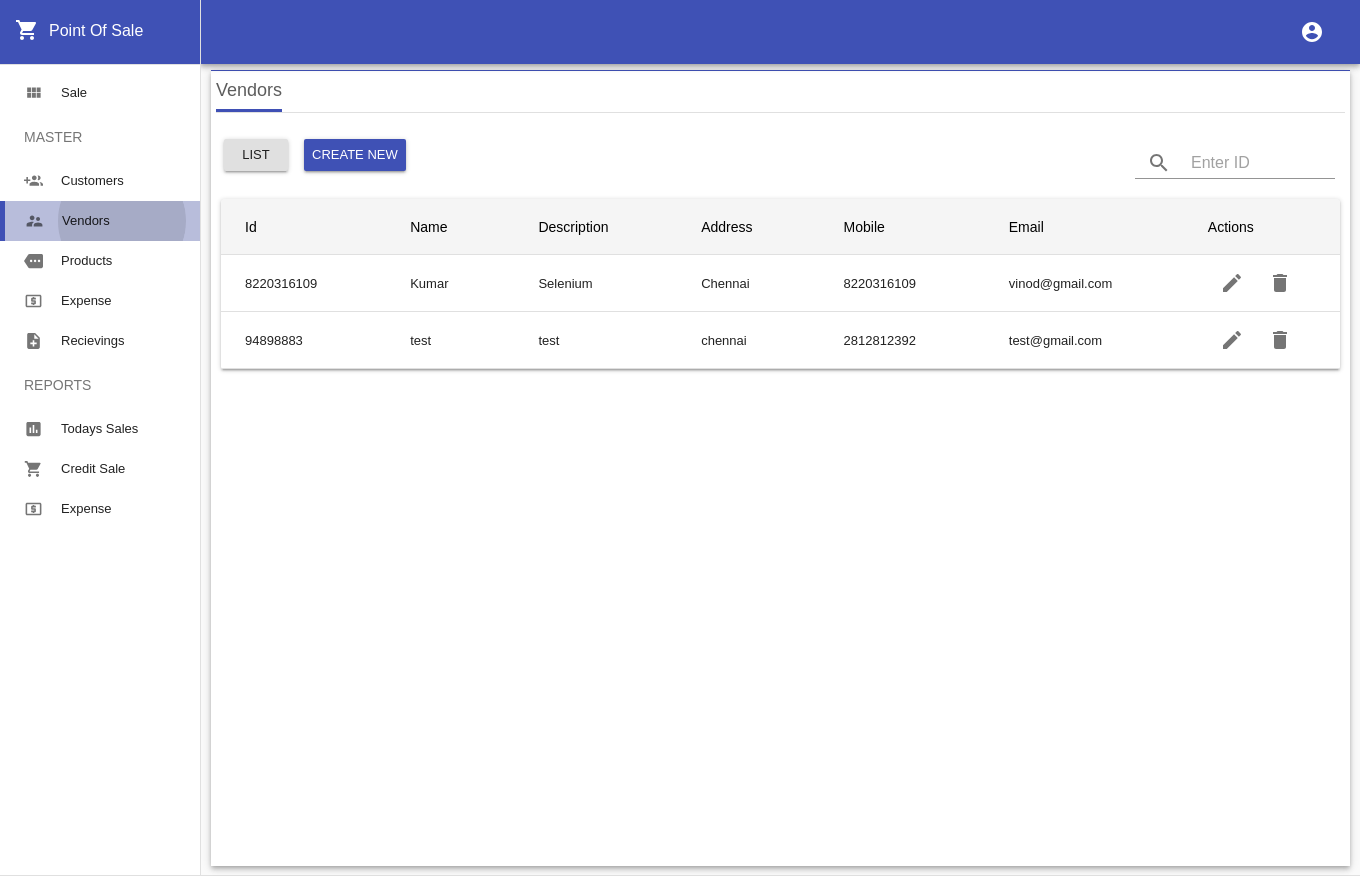 Point Of Sale
Sale
MASTER
Customers
Vendors
Products
Expense
Recievings
REPORTS
Todays Sales
Credit Sale
Expense
Vendors
LIST CREATE NEW
Enter ID
Id Name Description Address Mobile Email Actions
8220316109 Kumar Selenium Chennai 8220316109 vinod@gmail.com
94898883 test test chennai 2812812392 test@gmail.com